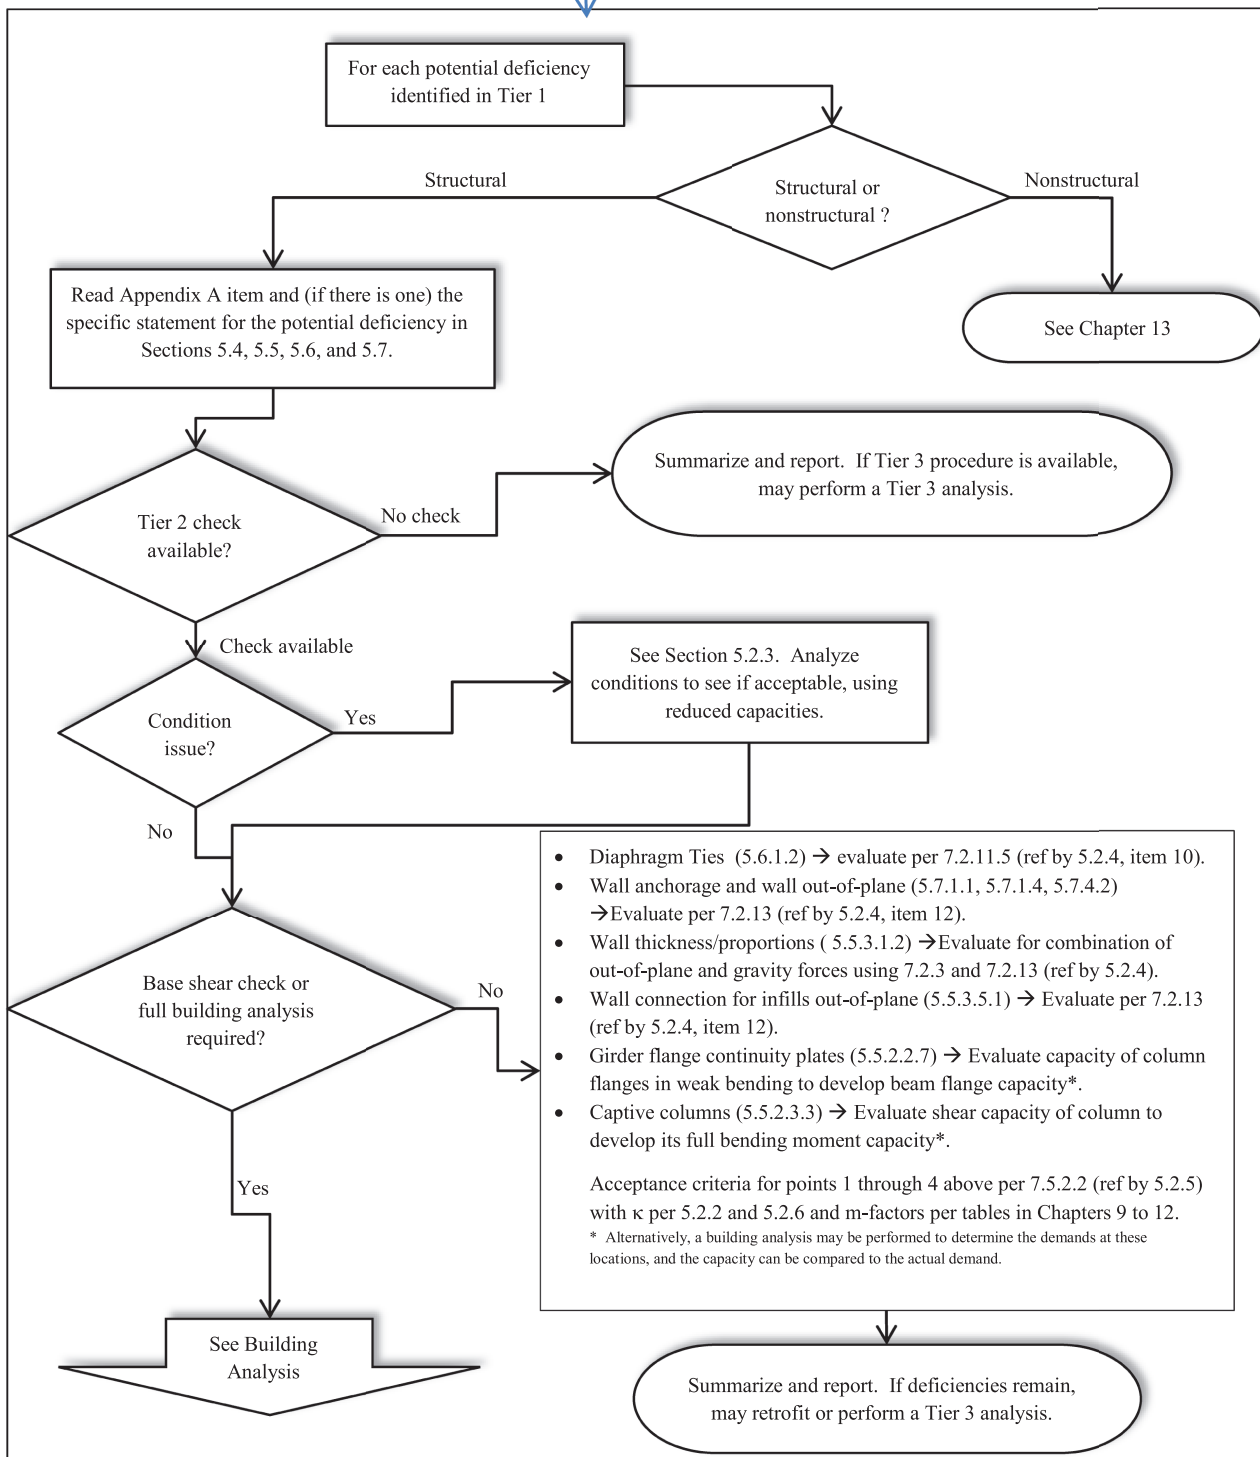 For each potential deficiency
identified in Tier 1
Structural
Structural or
nonstructural ?
Nonstructural
Read Appendix A item and (if there is one) the
specific statement for the potential deficiency in
Sections 5.4, 5.5, 5.6, and 5.7.
See Chapter 13
Summarize and report. If Tier 3 procedure is available,
may perform a Tier 3 analysis.
Tier 2 check
available?
No check
Check available
Condition
issue?
Yes
See Section 5.2.3. Analyze
conditions to see if acceptable, using
reduced capacities.
No
Base shear check or
full building analysis
required?
No
• Diaphragm Ties (5.6.1.2) → evaluate per 7.2.11.5 (ref by 5.2.4, item 10).
• Wall anchorage and wall out-of-plane (5.7.1.1, 5.7.1.4, 5.7.4.2)
→Evaluate per 7.2.13 (ref by 5.2.4, item 12).
• Wall thickness/proportions ( 5.5.3.1.2) →Evaluate for combination of
out-of-plane and gravity forces using 7.2.3 and 7.2.13 (ref by 5.2.4).
• Wall connection for infills out-of-plane (5.5.3.5.1) → Evaluate per 7.2.13
(ref by 5.2.4, item 12).
• Girder flange continuity plates (5.5.2.2.7) → Evaluate capacity of column
flanges in weak bending to develop beam flange capacity*.
• Captive columns (5.5.2.3.3) → Evaluate shear capacity of column to
develop its full bending moment capacity*.
Acceptance criteria for points 1 through 4 above per 7.5.2.2 (ref by 5.2.5)
with κ per 5.2.2 and 5.2.6 and m-factors per tables in Chapters 9 to 12.
* Alternatively, a building analysis may be performed to determine the demands at these
locations, and the capacity can be compared to the actual demand.
Yes
See Building
Analysis
Summarize and report. If deficiencies remain,
may retrofit or perform a Tier 3 analysis.